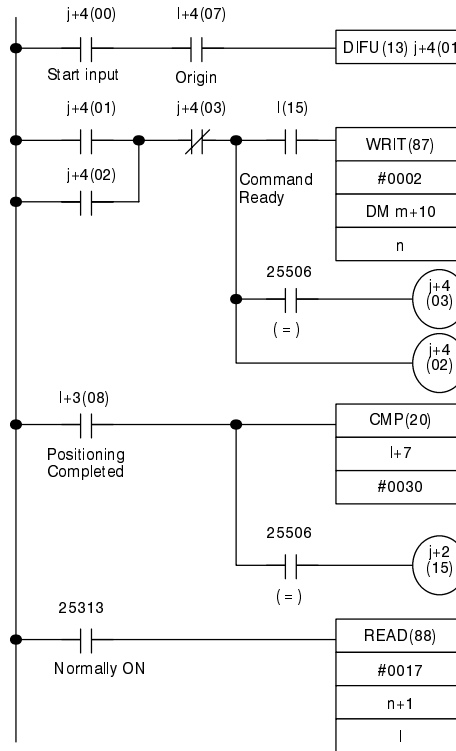 j+4(00)
l+4(07)
DIFU(13) j+4(01
Start input
Origin
j+4(01)
j+4(03)
l(15)
WRIT(87)
j+4(02)
#0002
Command
Ready
DM m+10
n
25506
j+4
(03)
( = )
j+4
(02)
l+3(08)
CMP(20)
Positioning
Completed
l+7
#0030
25506
j+2
(15)
( = )
25313
READ(88)
Normally ON
#0017
n+1
l